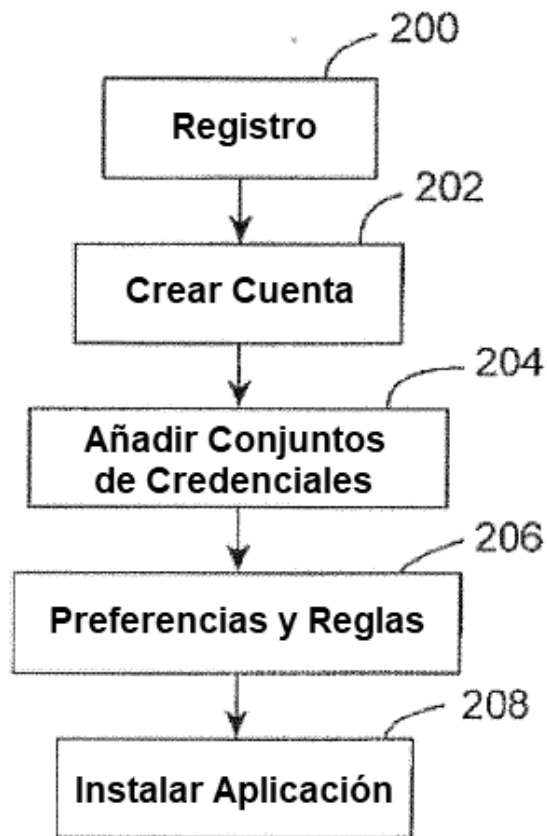 200
Registro
202
Crear Cuenta
204
Añadir Conjuntos
de Credenciales
206
Preferencias y Reglas
208
Instalar Aplicación